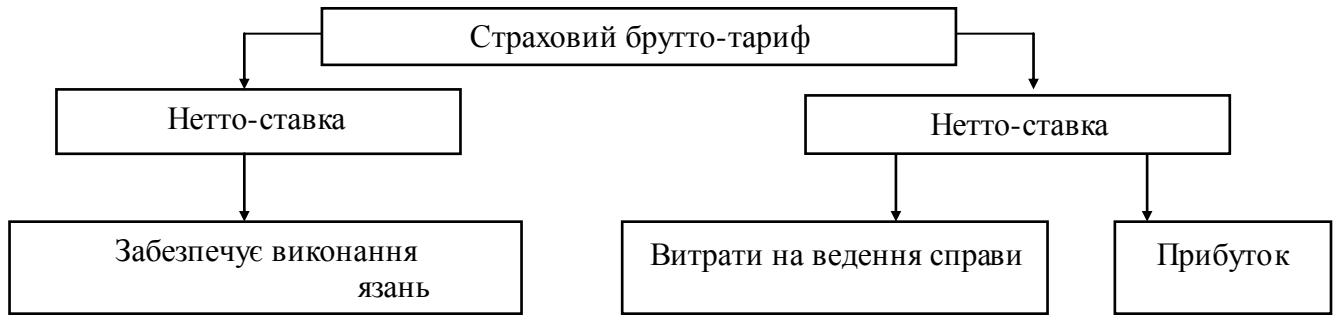 Страховий брутто-тариф
Нетто-ставка
Нетто-ставка
Забезпечує виконання
язань
Витрати на ведення справи
Прибуток